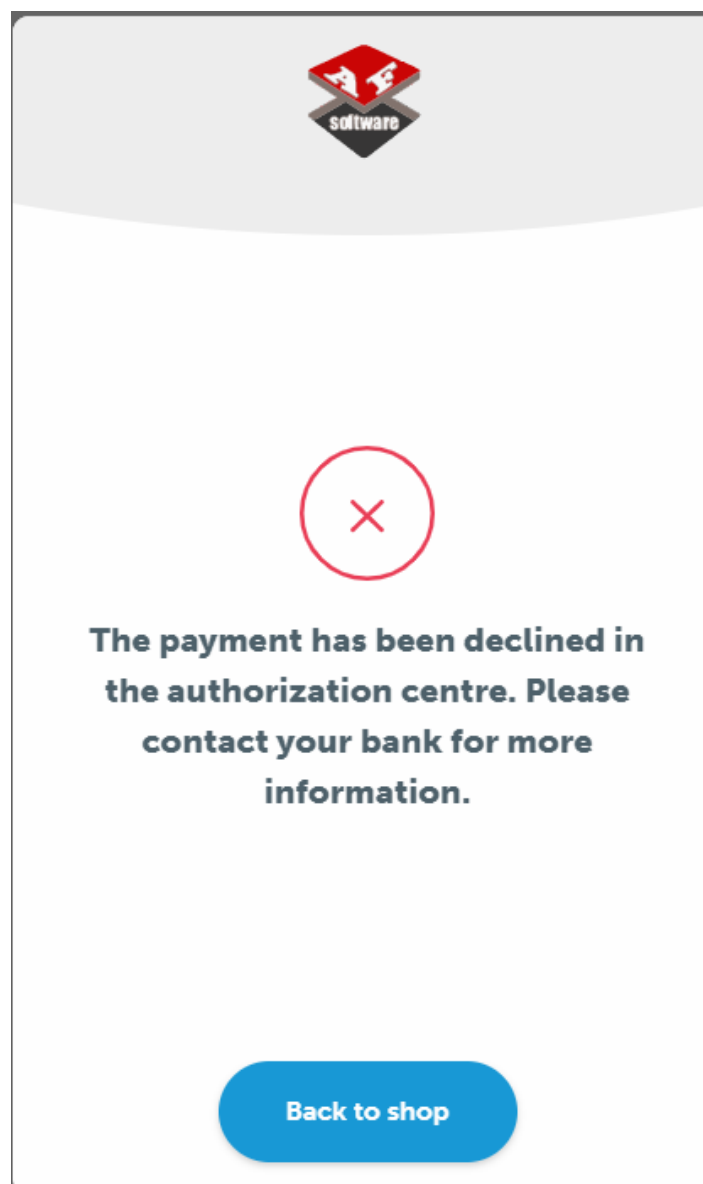 A F
software
The payment has been declined in
the authorization centre. Please
contact your bank for more
information.
Back to shop